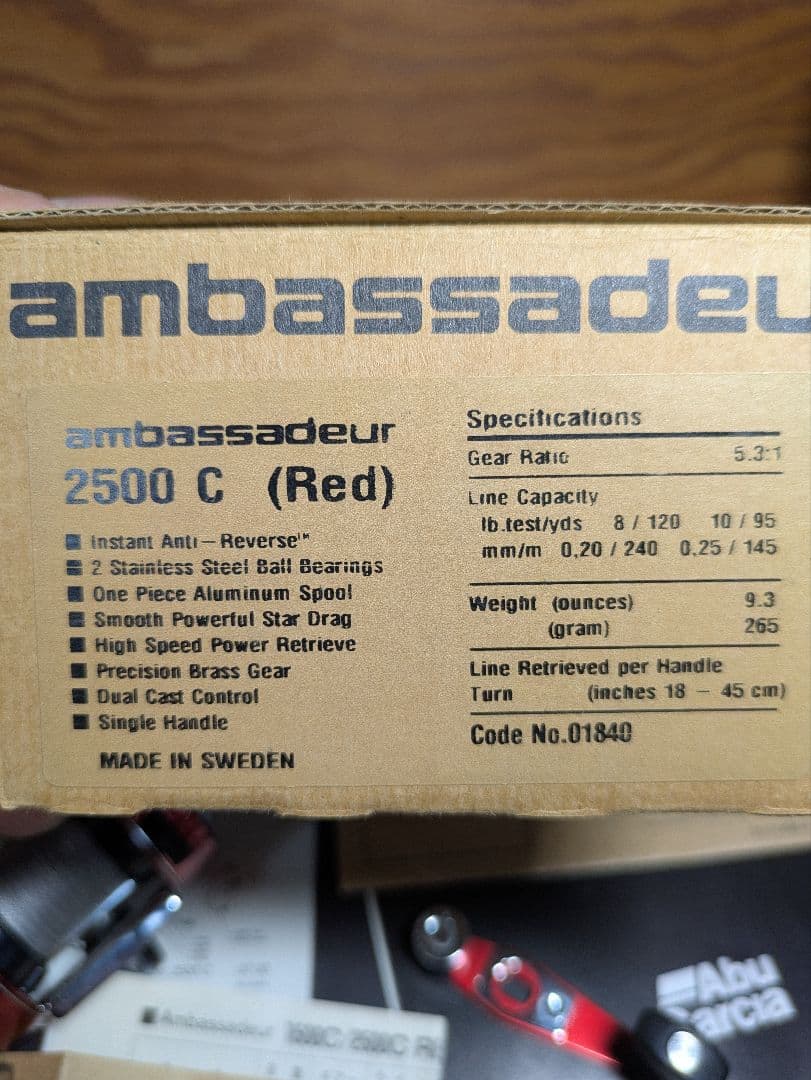 ambassadeu
ambassadeur
2500 C (Red)
■ Instant Anti-Reverse™
■ 2 Stainless Steel Ball Bearings
■ One Piece Aluminum Spool
■ Smooth Powerful Star Drag
■ High Speed Power Retrieve
■ Precision Brass Gear
■ Dual Cast Control
■ Single Handle
MADE IN SWEDEN
Specifications
Gear Ratio 5.3:1
Line Capacity
lb.test/yds 8 / 120 10 / 95
mm/m 0,20 / 240 0.25 / 145
Weight (ounces) 9.3
(gram) 265
Line Retrieved per Handle
Turn (inches 18 – 45 cm)
Code No.01840
Abu
Garcia
Ambassadeur 1500C/2500C